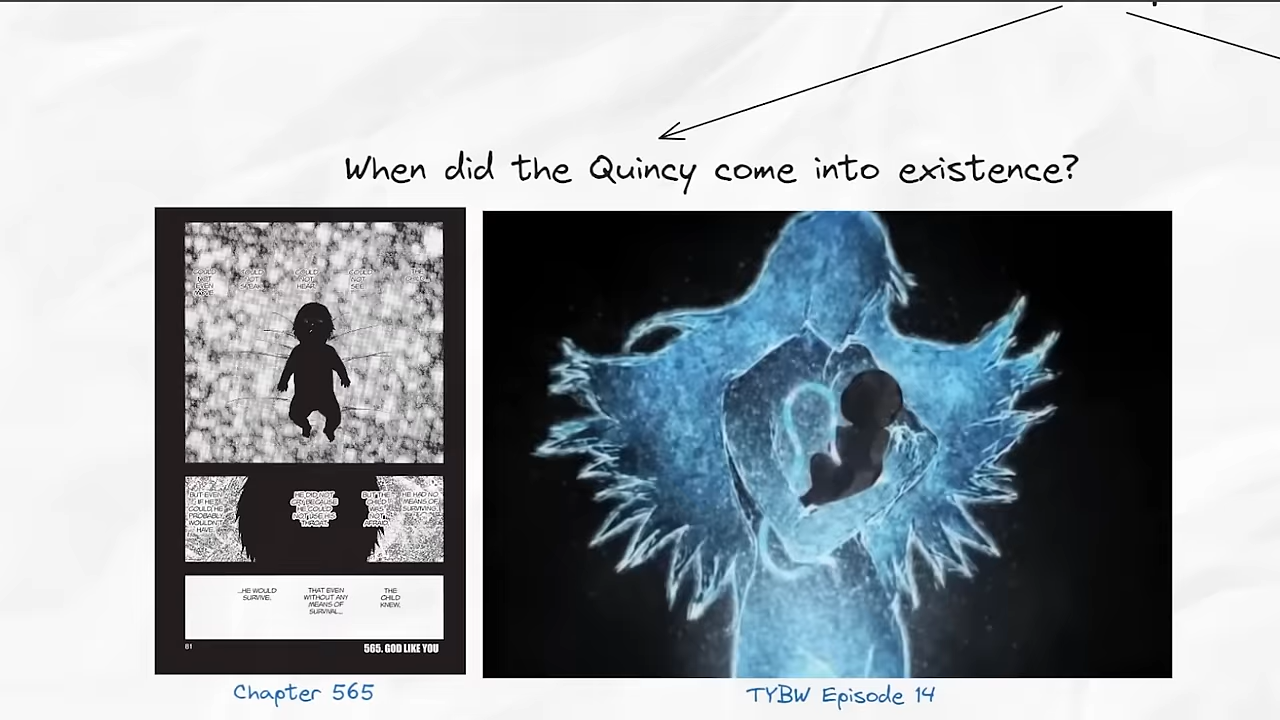 When did the Quincy come into existence?
COULD
NOT
EVEN
MOVE.
COULD
NOT
SPEAK.
COULD
NOT
HEAR.
COULD
NOT
SEE.
THE
CHILD...
BUT EVEN
IF HE
COULD, HE
PROBABLY
WOULDN'T
HAVE.
HE DID NOT
CRY BECAUSE
HE COULD
NOT USE HIS
THROAT.
BUT THE
CHILD
WAS
NOT
AFRAID.
HE HAD NO
MEANS OF
SURVIVING.
...HE WOULD
SURVIVE.
THAT EVEN
WITHOUT ANY
MEANS OF
SURVIVAL...
THE
CHILD
KNEW,
81
565. GOD LIKE YOU
Chapter 565
TYBW Episode 14